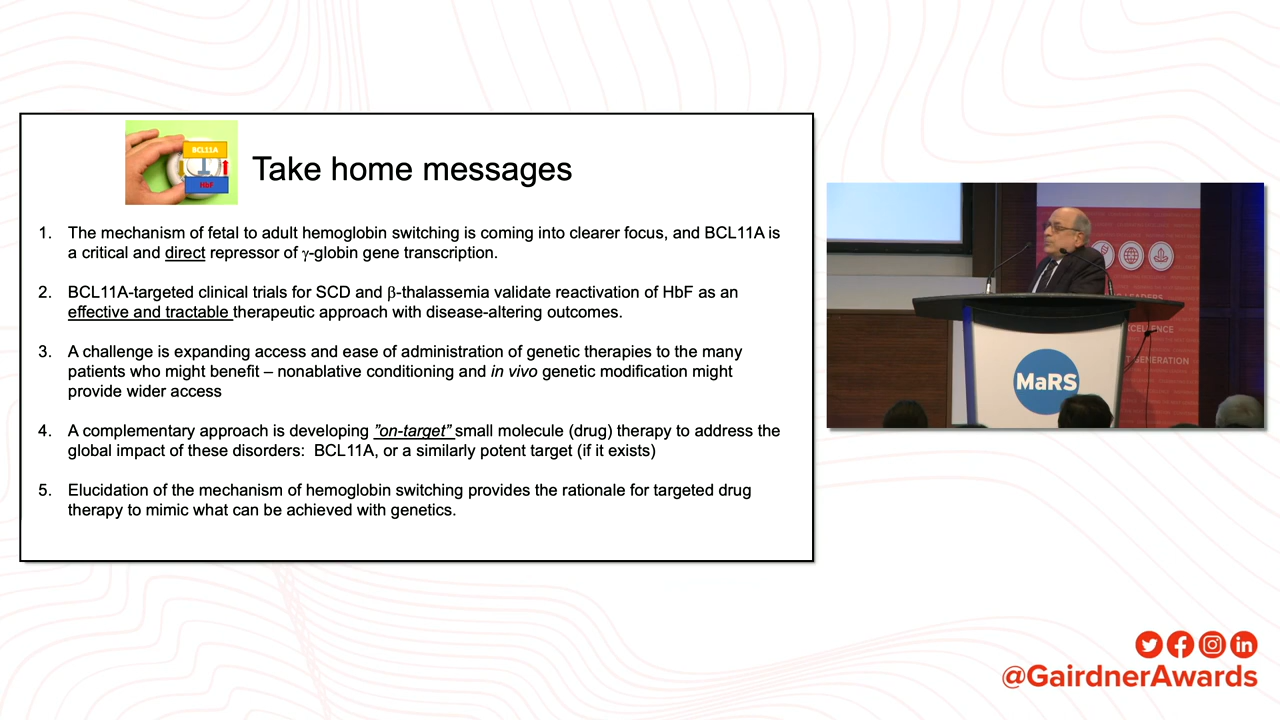 BCL11A
HbF
Take home messages
1. The mechanism of fetal to adult hemoglobin switching is coming into clearer focus, and BCL11A is
a critical and direct repressor of γ-globin gene transcription.
2. BCL11A-targeted clinical trials for SCD and β-thalassemia validate reactivation of HbF as an
effective and tractable therapeutic approach with disease-altering outcomes.
3. A challenge is expanding access and ease of administration of genetic therapies to the many
patients who might benefit – nonablative conditioning and in vivo genetic modification might
provide wider access
4. A complementary approach is developing ”on-target” small molecule (drug) therapy to address the
global impact of these disorders: BCL11A, or a similarly potent target (if it exists)
5. Elucidation of the mechanism of hemoglobin switching provides the rationale for targeted drug
therapy to mimic what can be achieved with genetics.
MaRS
GENERATION
@GairdnerAwards